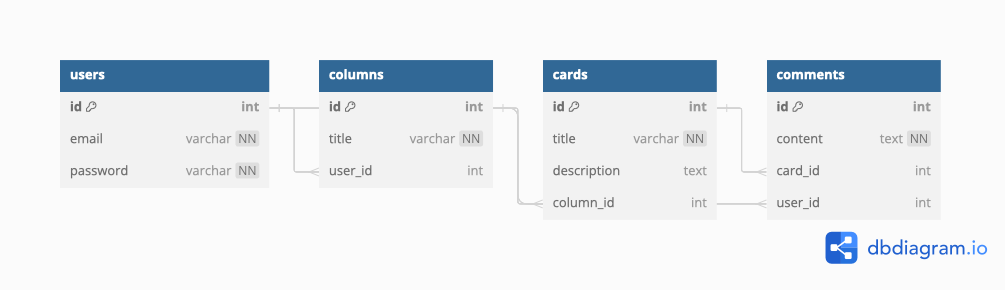 users
id int
email varchar NN
password varchar NN
columns
id int
title varchar NN
user_id int
cards
id int
title varchar NN
description text
column_id int
comments
id int
content text NN
card_id int
user_id int
dbdiagram.io